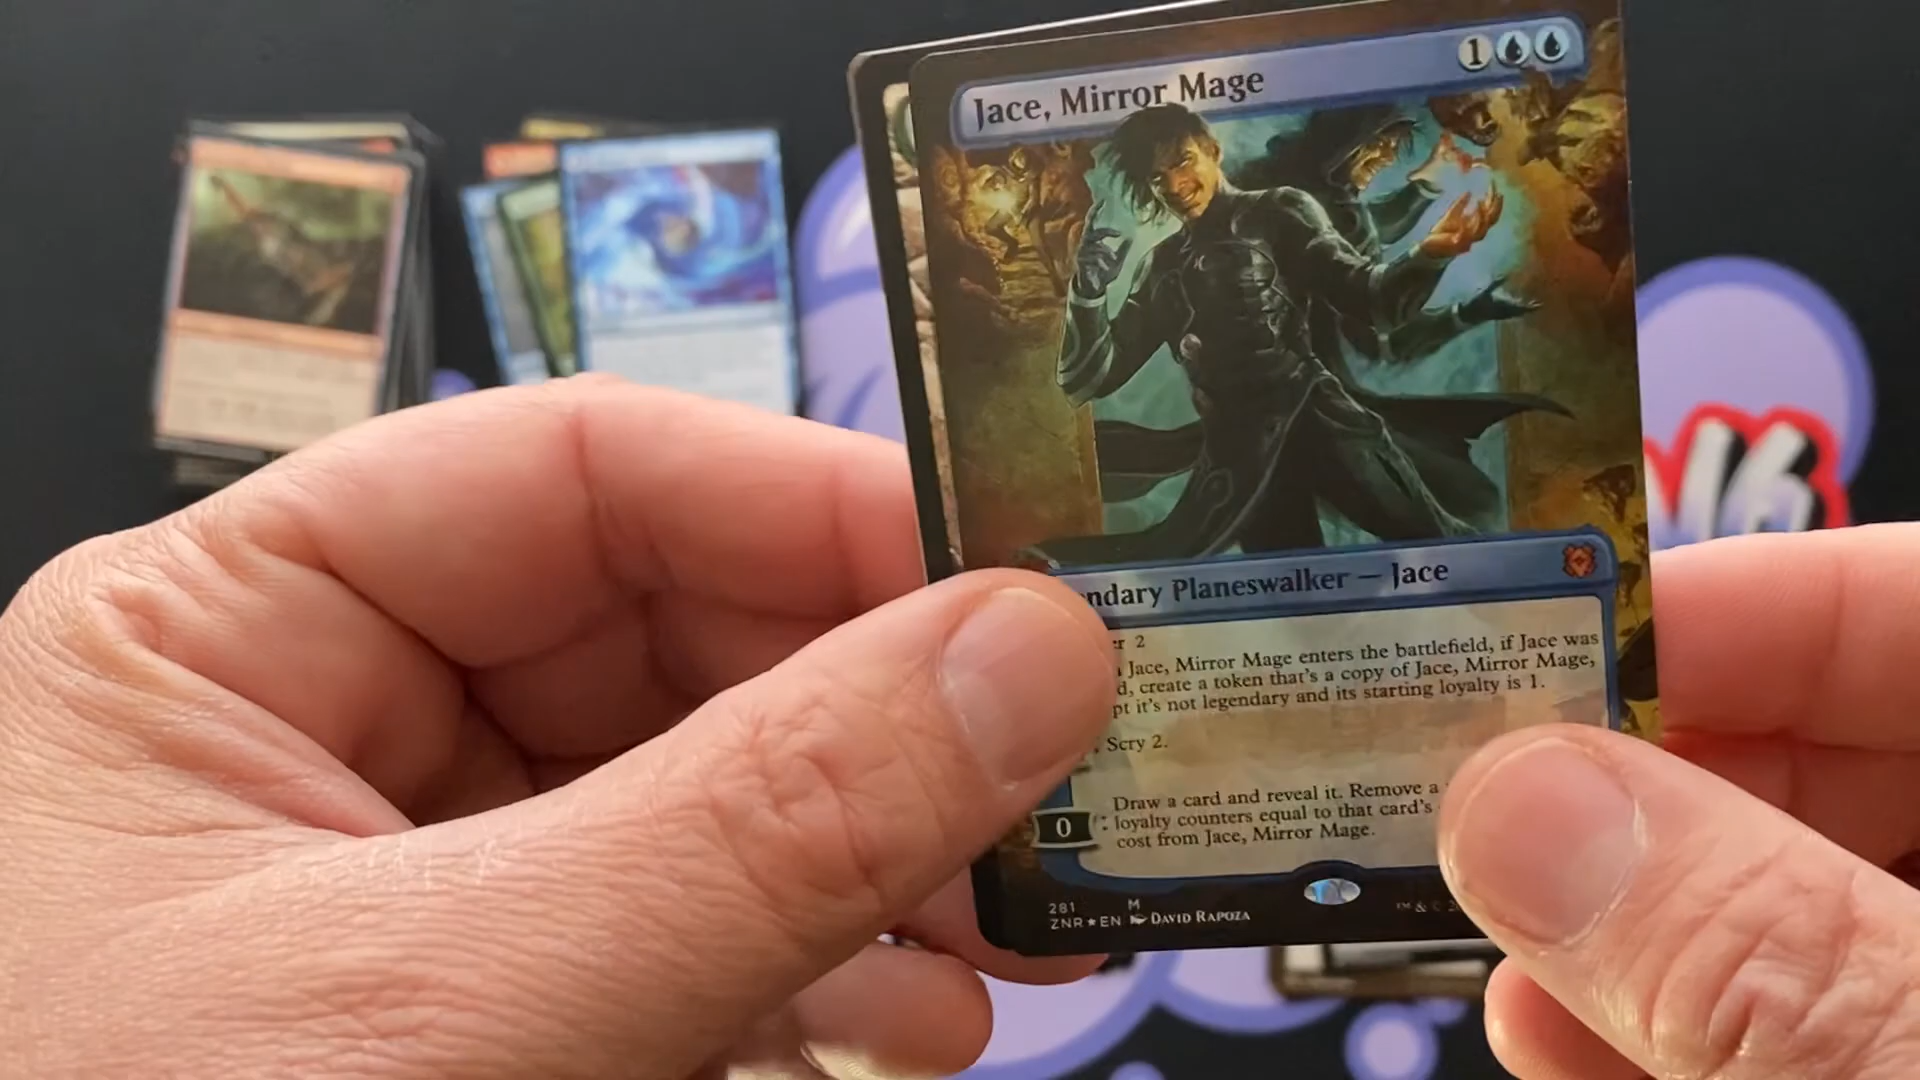 Jace, Mirror Mage
1
ndary Planeswalker — Jace
r 2
Jace, Mirror Mage enters the battlefield, if Jace was
d, create a token that's a copy of Jace, Mirror Mage,
pt it's not legendary and its starting loyalty is 1.
Scry 2.
Draw a card and reveal it. Remove a
0 : loyalty counters equal to that card's
cost from Jace, Mirror Mage.
281 M
ZNR★EN DAVID RAPOZA
™ & © 2